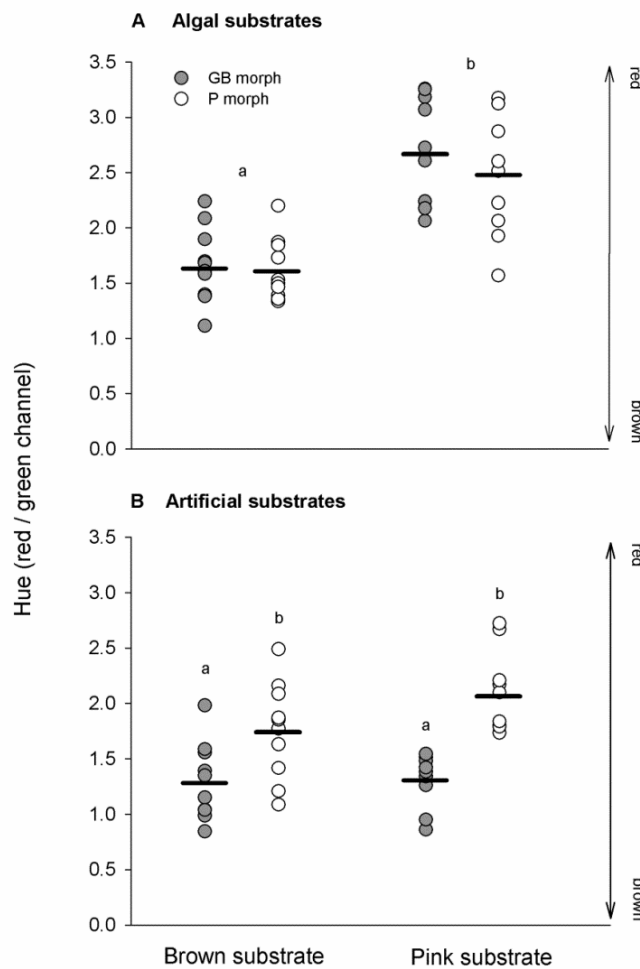 A Algal substrates
3.5
3.0
2.5
2.0
1.5
1.0
0.5
0.0
GB morph
P morph
a
b
red
brown
Hue (red / green channel)
B Artificial substrates
3.5
3.0
2.5
2.0
1.5
1.0
0.5
0.0
a
b
a
b
red
brown
Brown substrate
Pink substrate